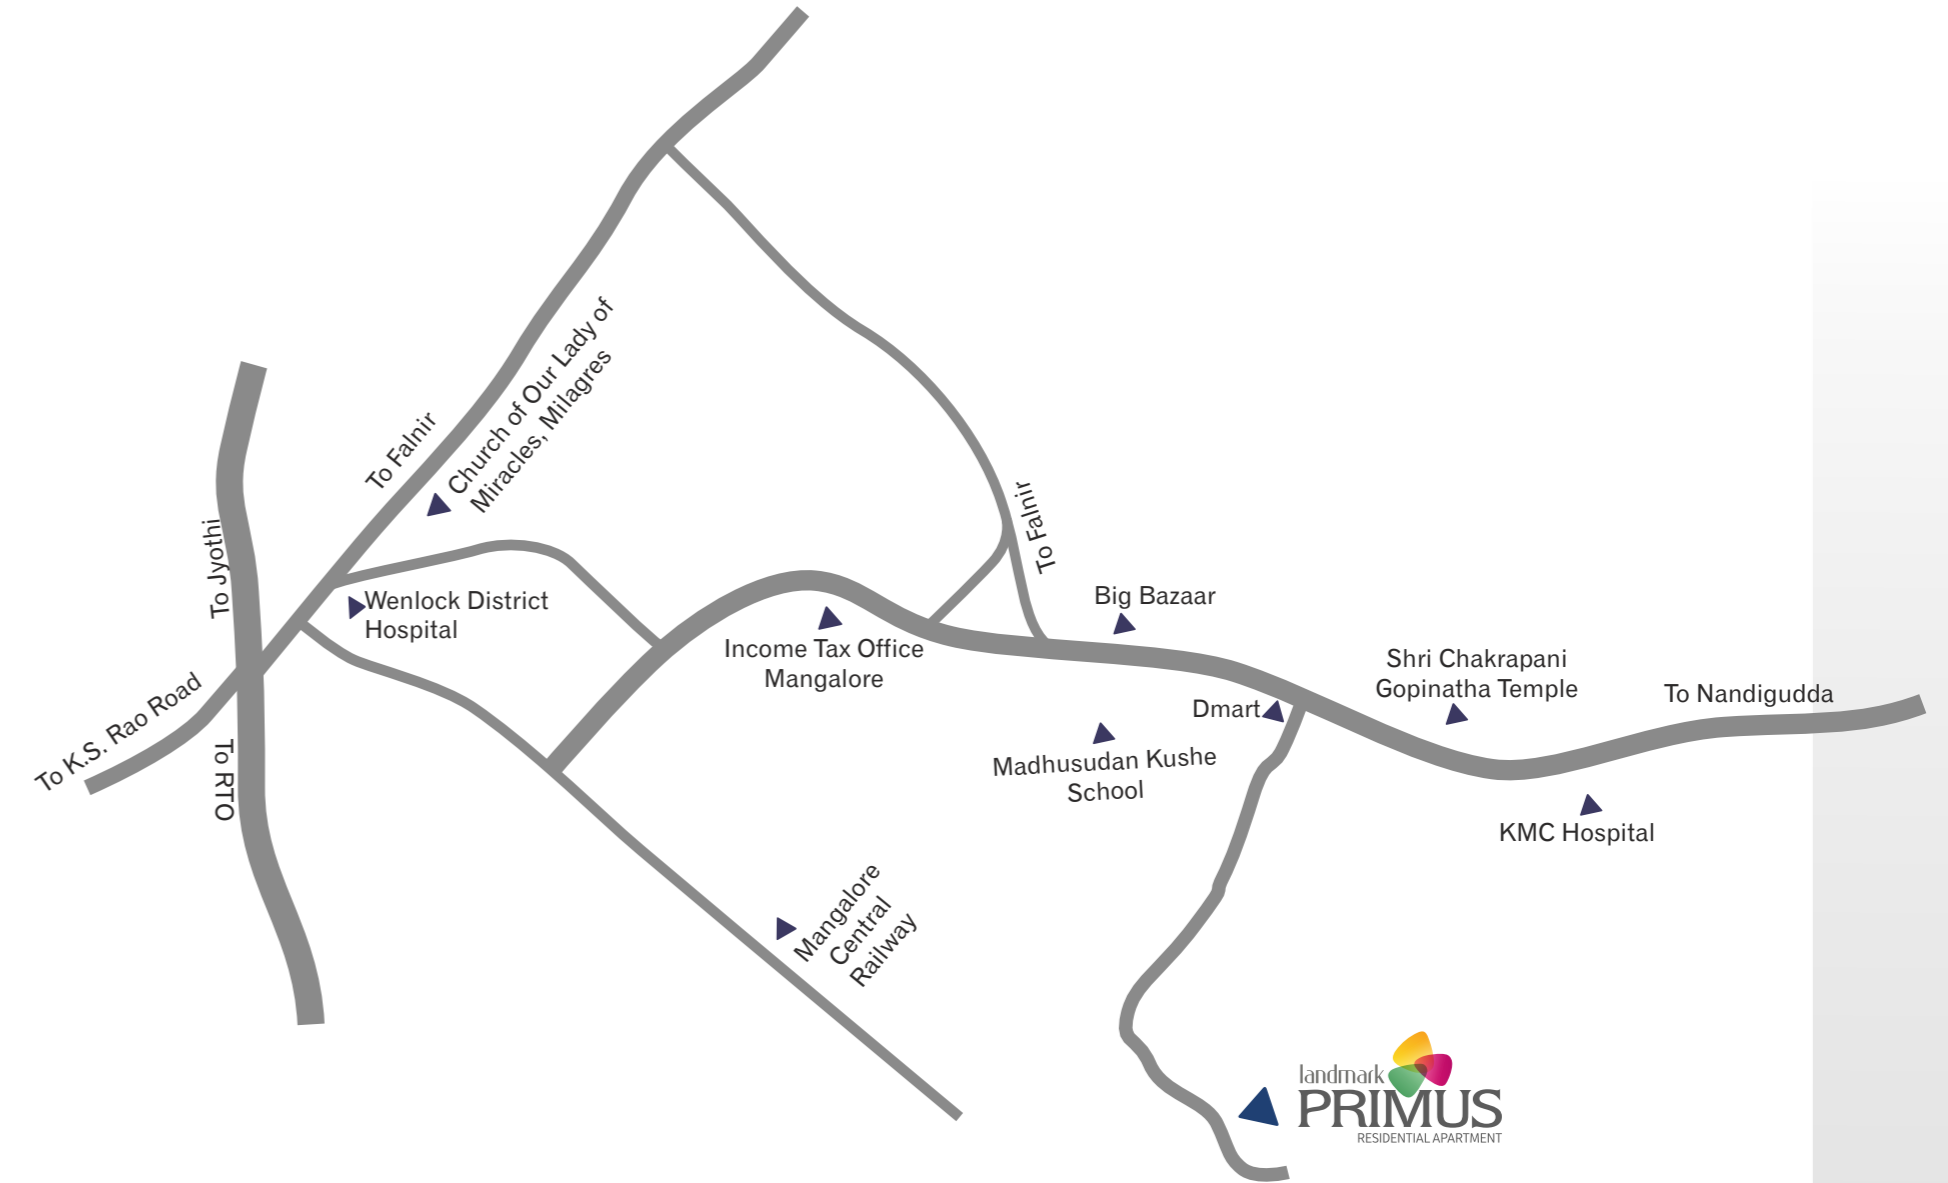 To Falnir
Church of Our Lady of
Miracles, Milagres
To Jyothi
To Falnir
Wenlock District
Hospital
Big Bazaar
Income Tax Office
Mangalore
Shri Chakrapani
Gopinatha Temple
To Nandigudda
To K.S. Rao Road
Dmart
To RTO
Madhusudan Kushe
School
KMC Hospital
Mangalore
Central
Railway
landmark
PRIMUS
RESIDENTIAL APARTMENT